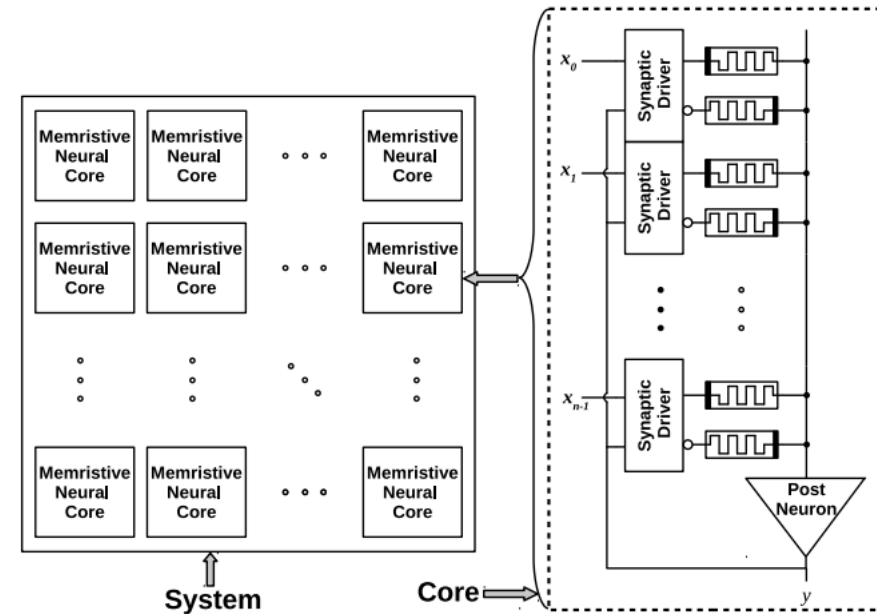 Memristive
Neural
Core
Memristive
Neural
Core
Memristive
Neural
Core
Memristive
Neural
Core
Memristive
Neural
Core
Memristive
Neural
Core
Memristive
Neural
Core
Memristive
Neural
Core
Memristive
Neural
Core
System
Core
x0
Synaptic
Driver
x1
Synaptic
Driver
xn-1
Synaptic
Driver
Post
Neuron
y